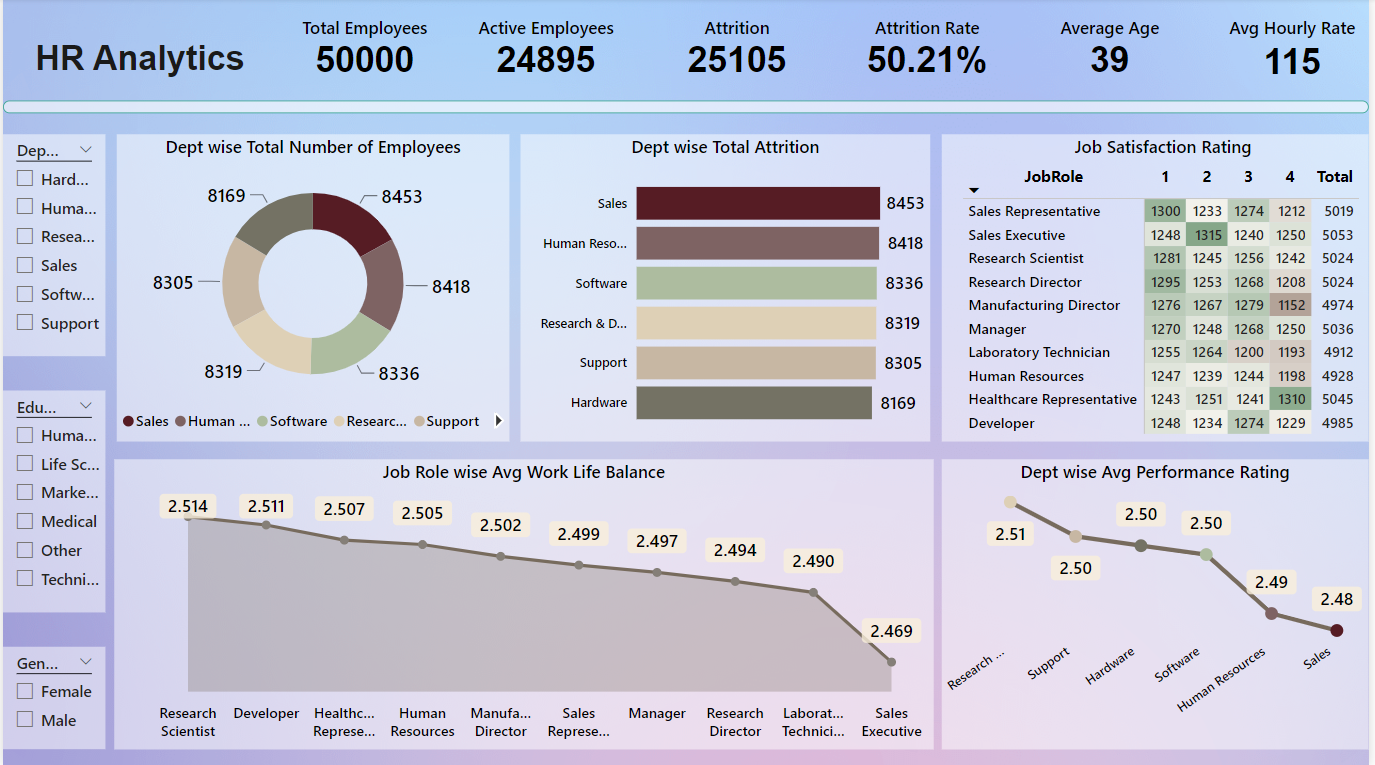 HR Analytics
Total Employees
50000
Active Employees
24895
Attrition
25105
Attrition Rate
50.21%
Average Age
39
Avg Hourly Rate
115
Dep...
Hard...
Huma...
Resea...
Sales
Softw...
Support
Edu...
Huma...
Life Sc...
Marke...
Medical
Other
Techni...
Gen...
Female
Male
Dept wise Total Number of Employees
8169
8453
8305
8418
8319
8336
Sales Human ... Software Researc... Support
Dept wise Total Attrition
Sales 8453
Human Reso... 8418
Software 8336
Research & D... 8319
Support 8305
Hardware 8169
Job Satisfaction Rating
JobRole 1 2 3 4 Total
Sales Representative 1300 1233 1274 1212 5019
Sales Executive 1248 1315 1240 1250 5053
Research Scientist 1281 1245 1256 1242 5024
Research Director 1295 1253 1268 1208 5024
Manufacturing Director 1276 1267 1279 1152 4974
Manager 1270 1248 1268 1250 5036
Laboratory Technician 1255 1264 1200 1193 4912
Human Resources 1247 1239 1244 1198 4928
Healthcare Representative 1243 1251 1241 1310 5045
Developer 1248 1234 1274 1229 4985
Job Role wise Avg Work Life Balance
2.514 2.511 2.507 2.505 2.502 2.499 2.497 2.494 2.490 2.469
Research Scientist
Developer
Healthc... Represe...
Human Resources
Manufa... Director
Sales Represe...
Manager
Research Director
Laborat... Technici...
Sales Executive
Dept wise Avg Performance Rating
2.51 2.50 2.50 2.50 2.49 2.48
Research ...
Support
Hardware
Software
Human Resources
Sales